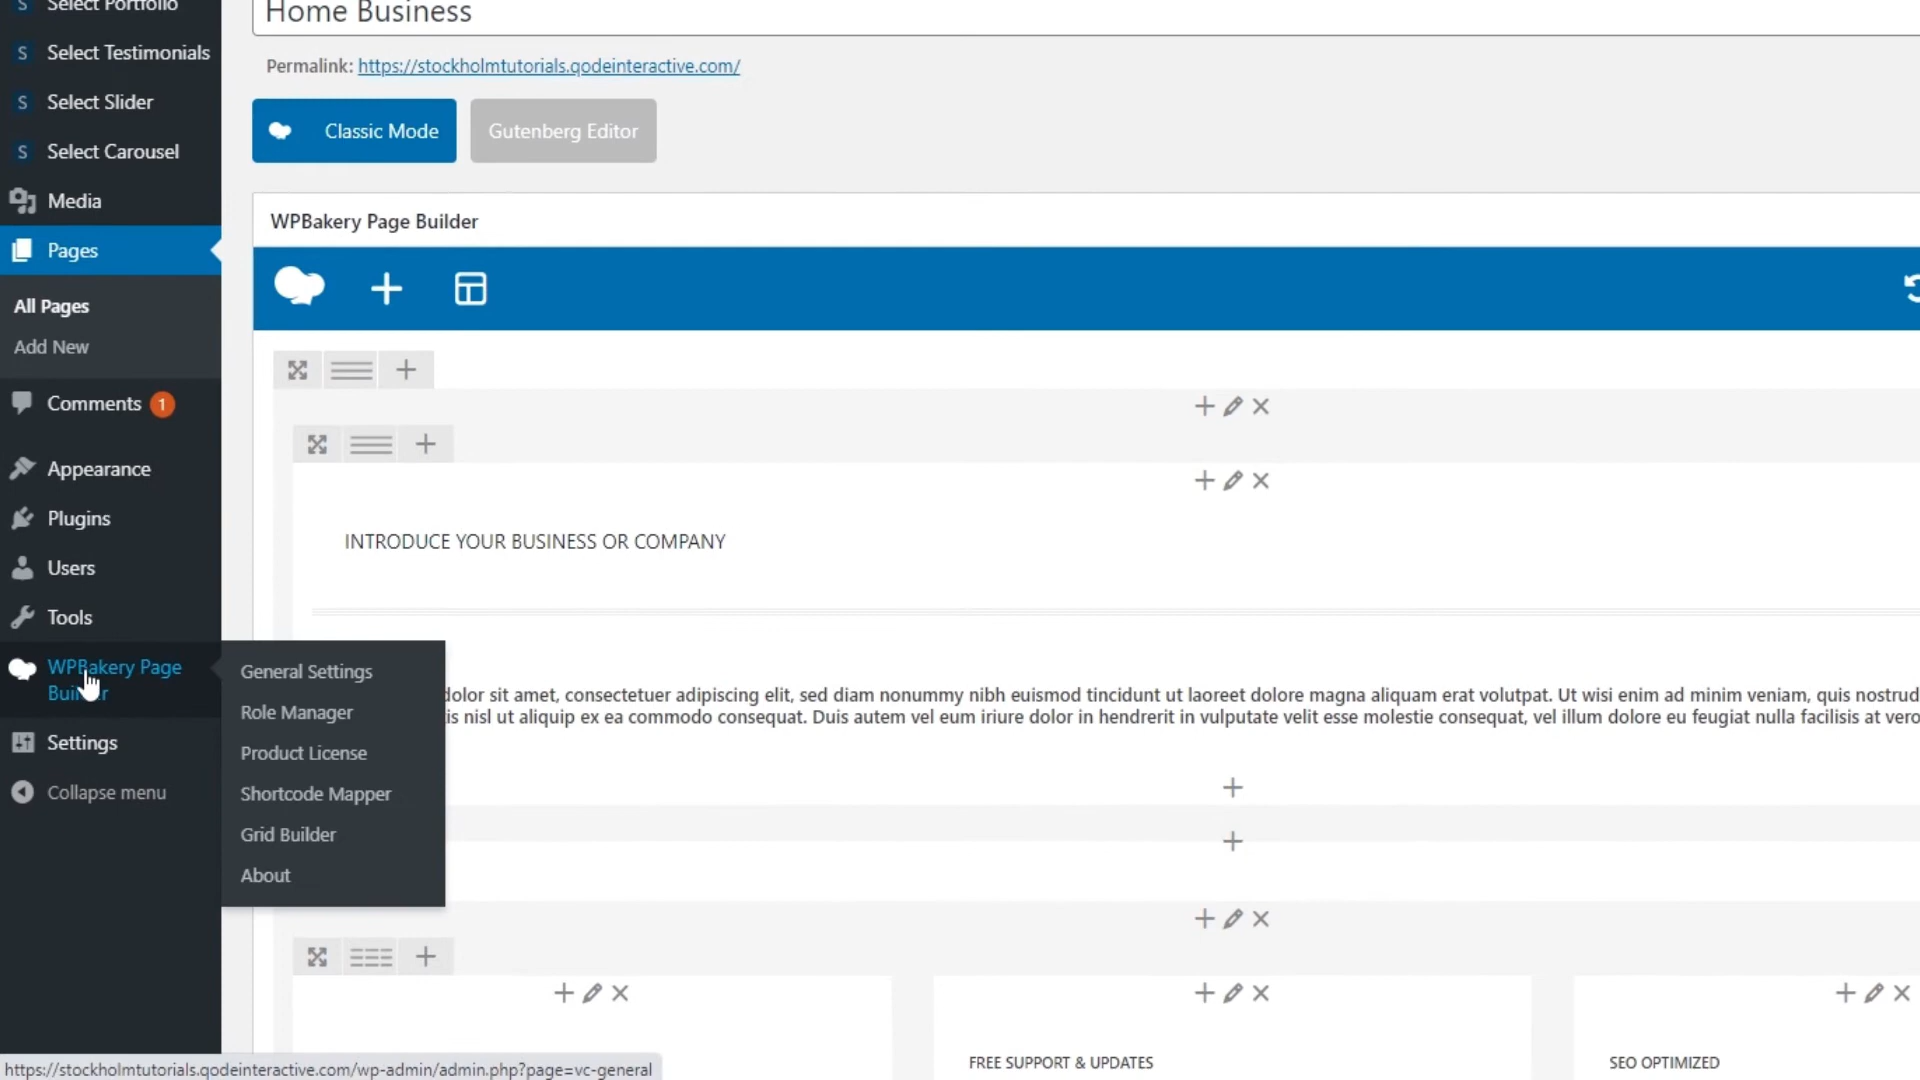 Select Portfolio
S Select Testimonials
S Select Slider
S Select Carousel
Media
Pages
All Pages
Add New
Comments 1
Appearance
Plugins
Users
Tools
WPBakery Page
Builder
Settings
Collapse menu
General Settings
Role Manager
Product License
Shortcode Mapper
Grid Builder
About
Home Business
Permalink: https://stockholmtutorials.qodeinteractive.com/
Classic Mode
Gutenberg Editor
WPBakery Page Builder
INTRODUCE YOUR BUSINESS OR COMPANY
dolor sit amet, consectetuer adipiscing elit, sed diam nonummy nibh euismod tincidunt ut laoreet dolore magna aliquam erat volutpat. Ut wisi enim ad minim veniam, quis nostrud
is nisl ut aliquip ex ea commodo consequat. Duis autem vel eum iriure dolor in hendrerit in vulputate velit esse molestie consequat, vel illum dolore eu feugiat nulla facilisis at vero
FREE SUPPORT & UPDATES
SEO OPTIMIZED
https://stockholmtutorials.qodeinteractive.com/wp-admin/admin.php?page=vc-general